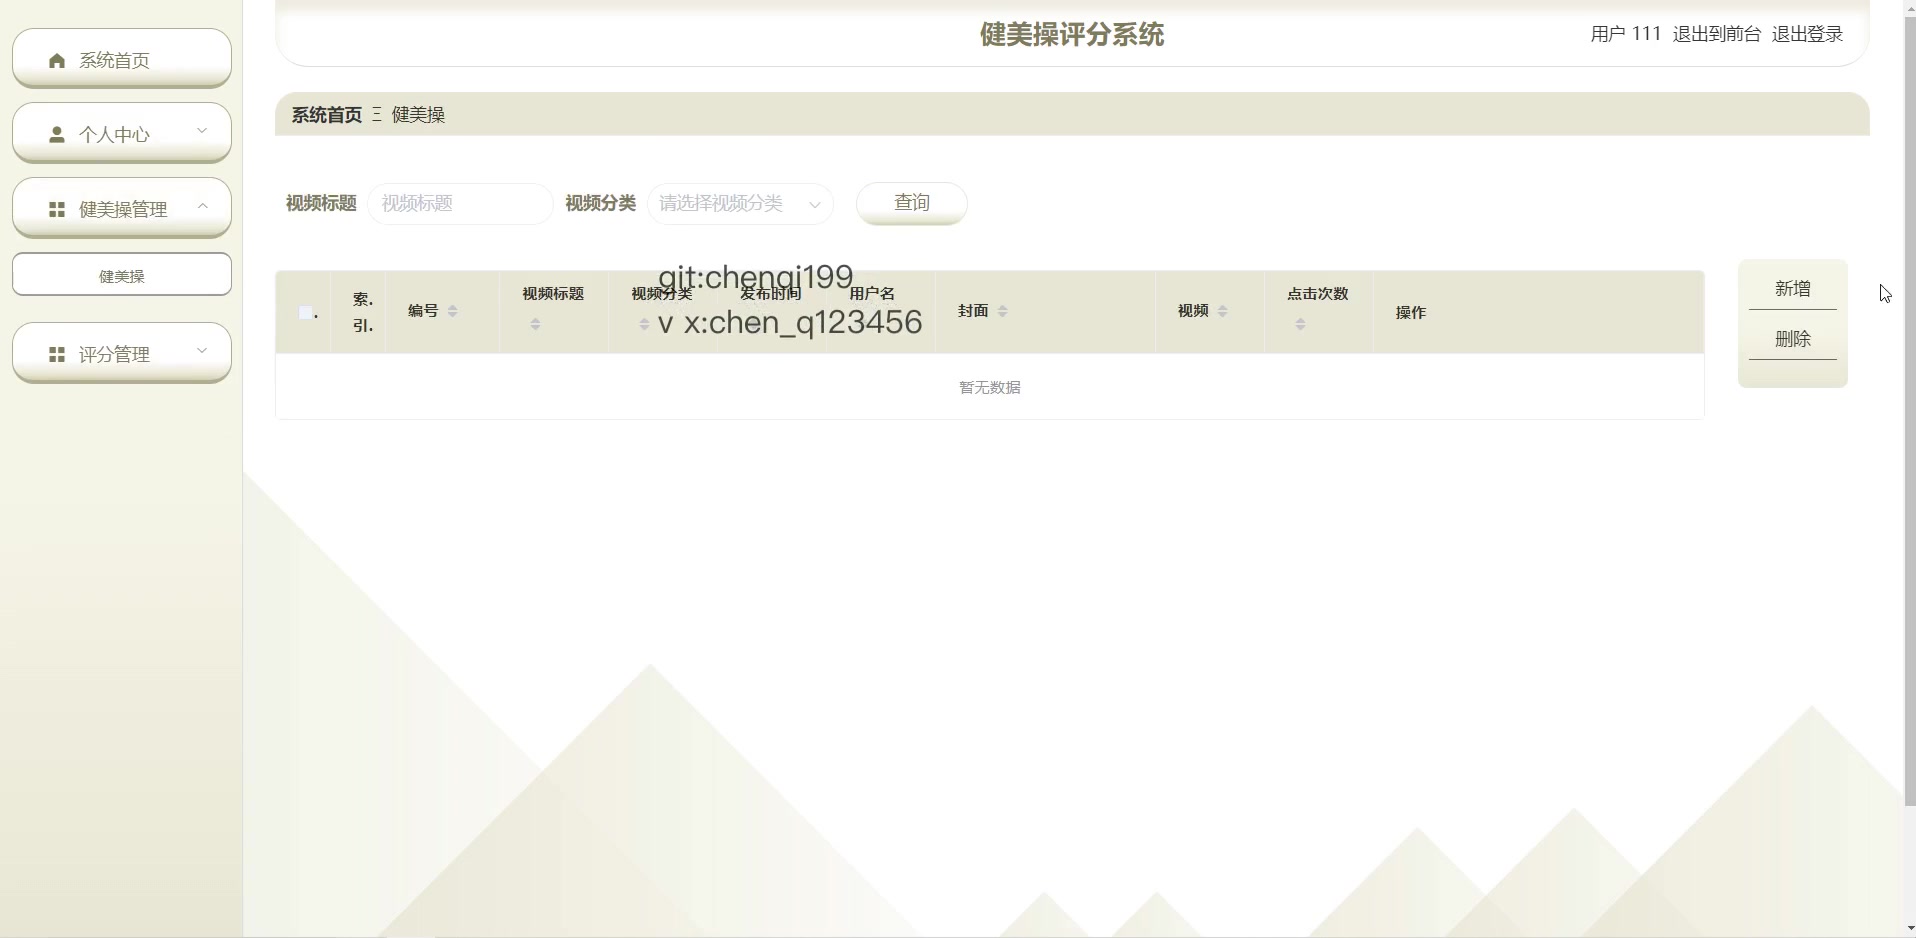 健美操评分系统
用户 111 退出到前台 退出登录
系统首页
个人中心
健美操管理
健美操
评分管理
系统首页 Ξ 健美操
视频标题 视频标题 视频分类 请选择视频分类 查询
索.
引.
编号
视频标题
视频分类
发布时间
用户名
封面
视频
点击次数
操作
git:chenqi199
v x:chen_q123456
暂无数据
新增
删除